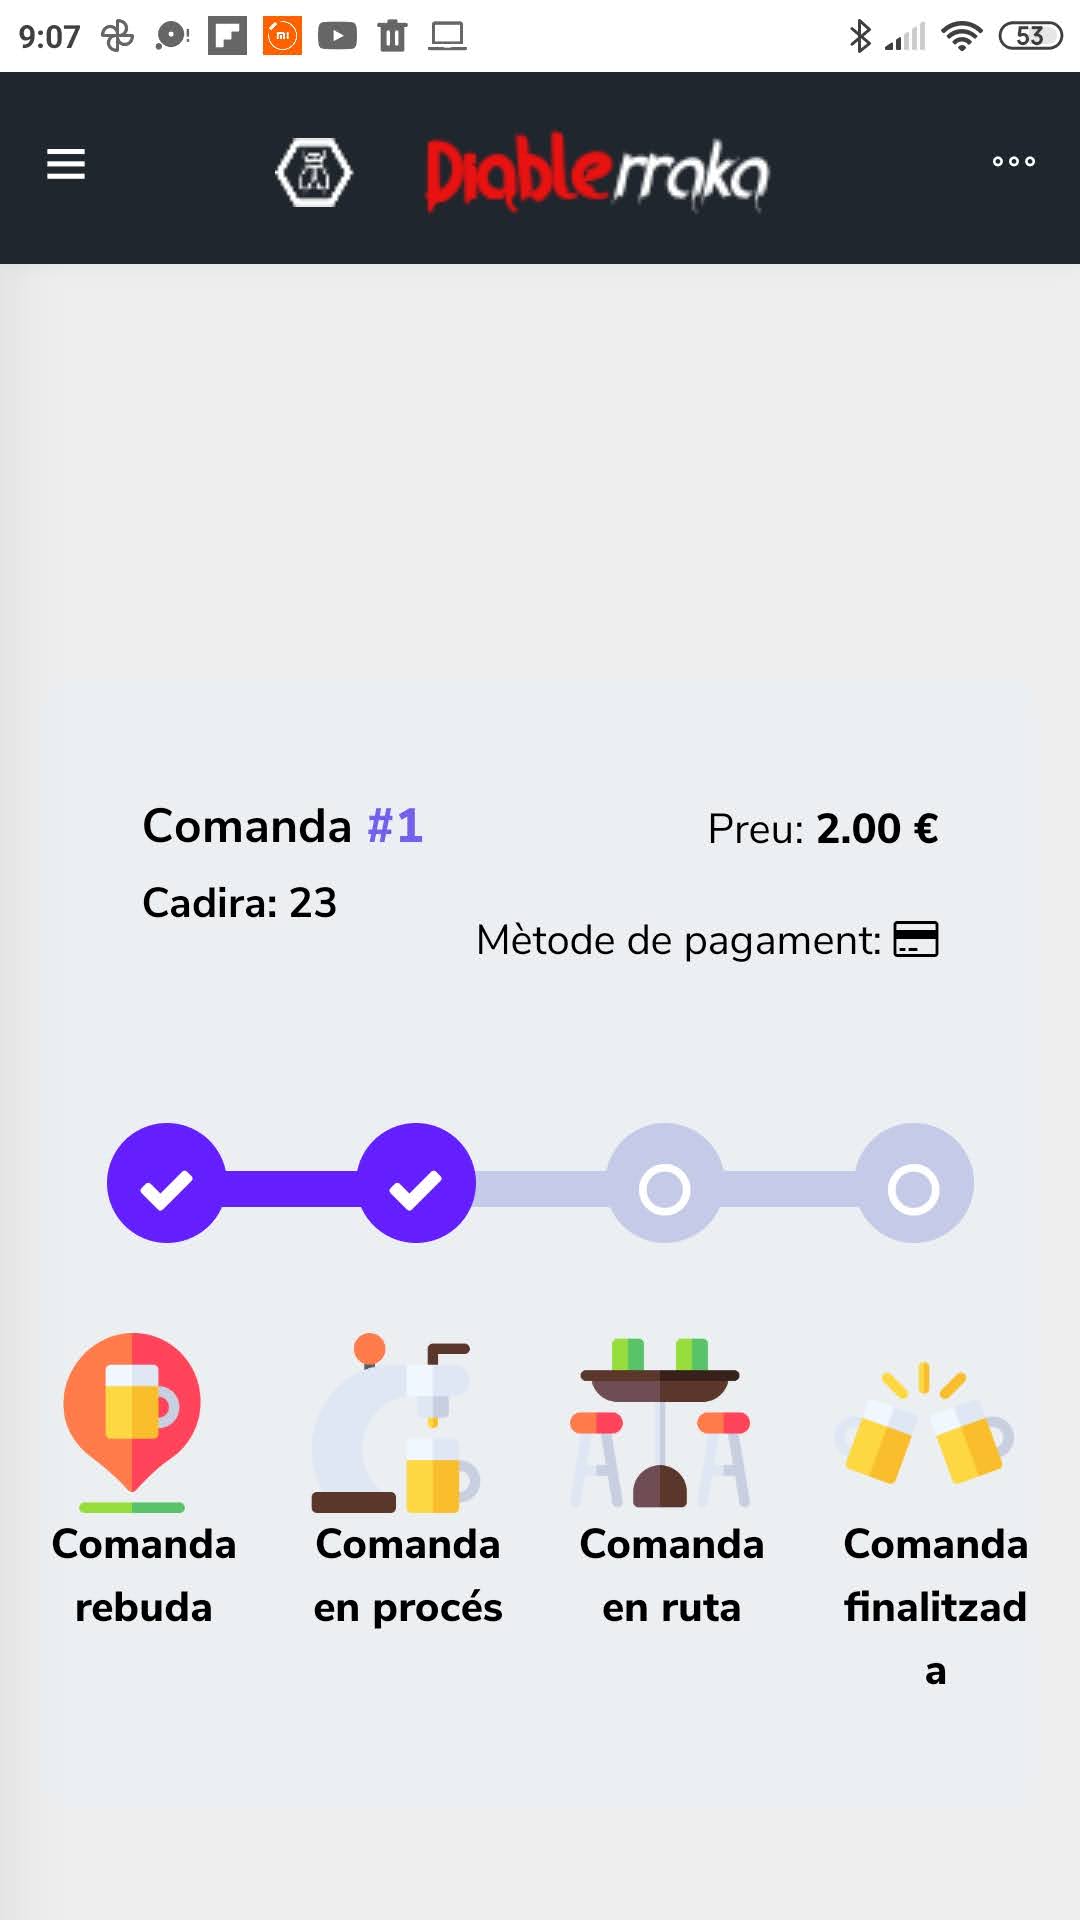 9:07
53
Diablerraka
Comanda #1
Preu: 2.00 €
Cadira: 23
Mètode de pagament:
Comanda rebuda
Comanda en procés
Comanda en ruta
Comanda finalitzada